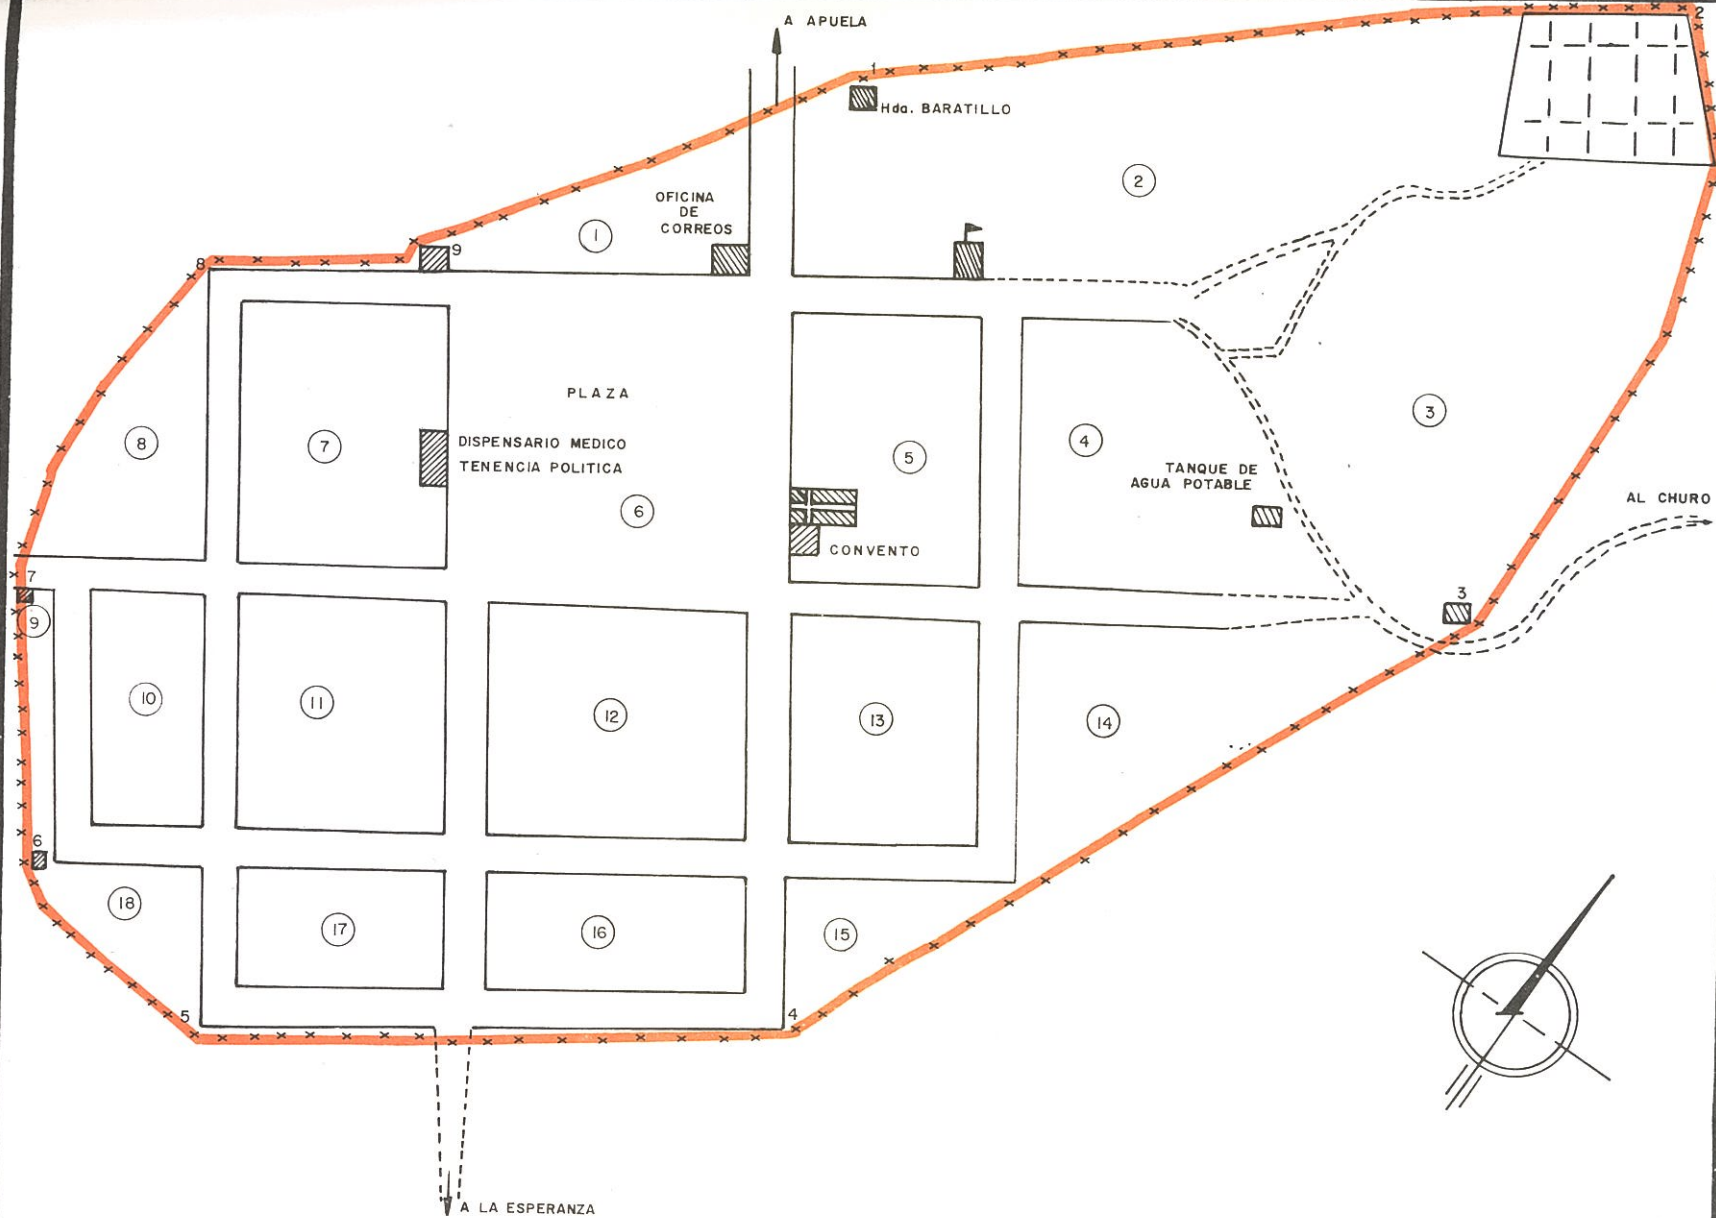 A APUELA
2
1
Hda. BARATILLO
2
OFICINA
DE
CORREOS
1
9
8
PLAZA
3
8
7
DISPENSARIO MEDICO
TENENCIA POLITICA
5
4
TANQUE DE
AGUA POTABLE
AL CHURO
6
CONVENTO
7
3
9
10
11
12
13
14
6
18
17
16
15
5
4
A LA ESPERANZA